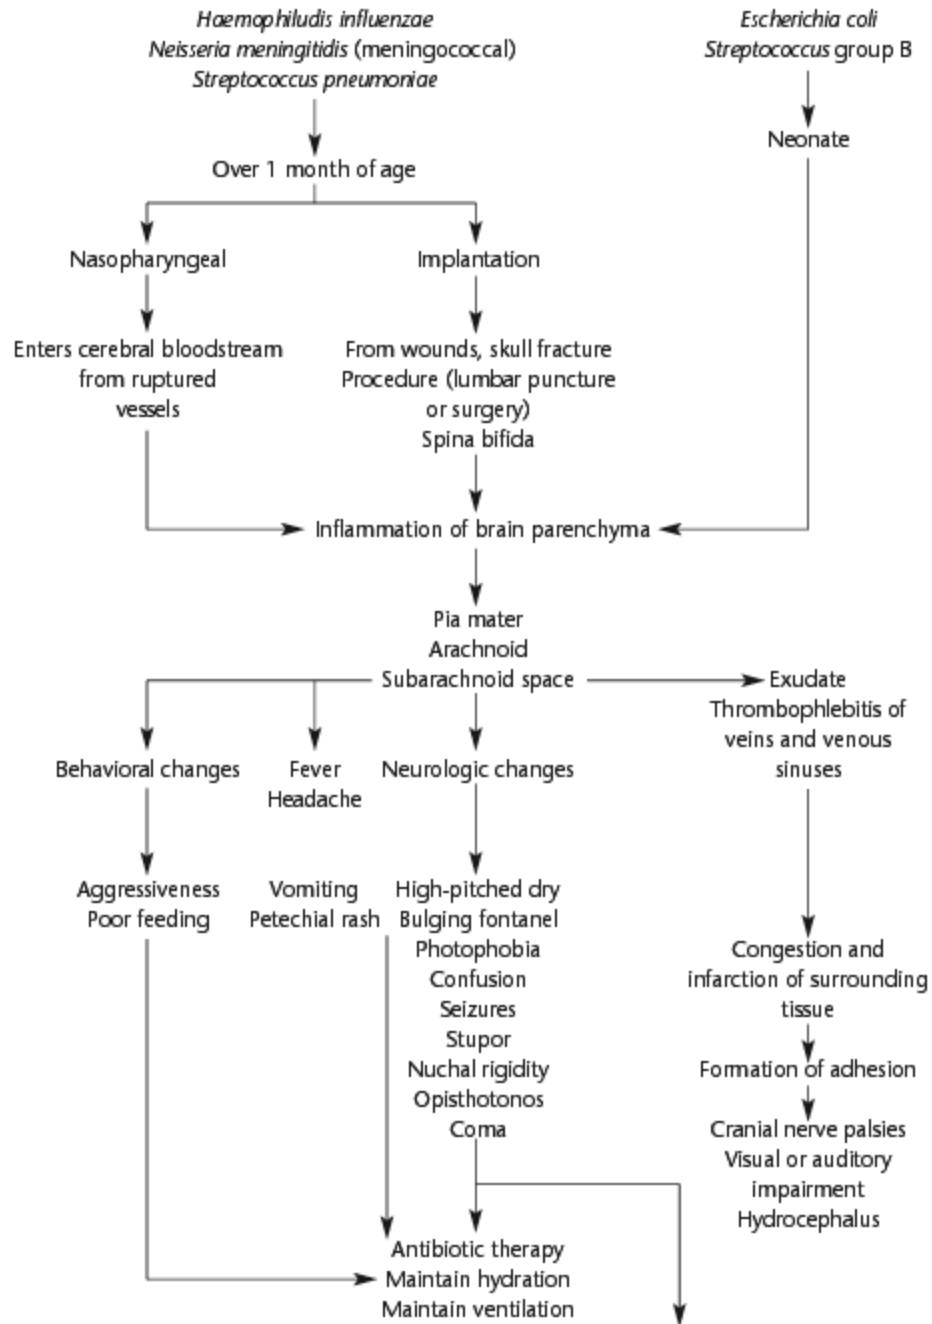 Haemophiludis influenzae
Neisseria meningitidis (meningococcal)
Streptococcus pneumoniae
Escherichia coli
Streptococcus group B
Neonate
Over 1 month of age
Nasopharyngeal
Implantation
Enters cerebral bloodstream
from ruptured
vessels
From wounds, skull fracture
Procedure (lumbar puncture
or surgery)
Spina bifida
Inflammation of brain parenchyma
Pia mater
Arachnoid
Subarachnoid space
Exudate
Thrombophlebitis of
veins and venous
sinuses
Behavioral changes
Fever
Headache
Neurologic changes
Aggressiveness
Poor feeding
Vomiting
Petechial rash
High-pitched dry
Bulging fontanel
Photophobia
Confusion
Seizures
Stupor
Nuchal rigidity
Opisthotonos
Coma
Congestion and
infarction of surrounding
tissue
Formation of adhesion
Cranial nerve palsies
Visual or auditory
impairment
Hydrocephalus
Antibiotic therapy
Maintain hydration
Maintain ventilation